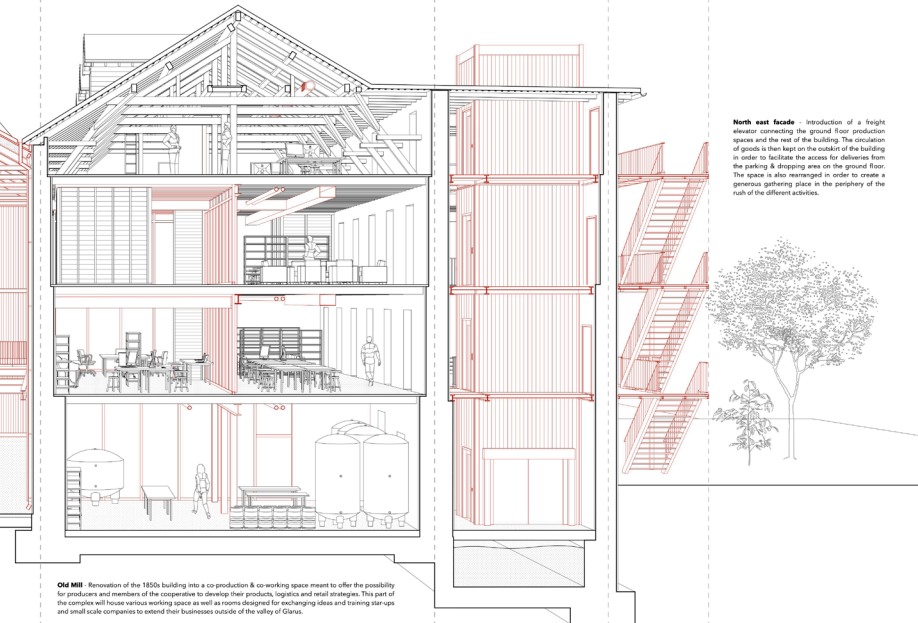 North east facade - Introduction of a freight
elevator connecting the ground floor production
spaces and the rest of the building. The circulation
of goods is then kept on the outskirt of the building
in order to facilitate the access for deliveries from
the parking & dropping area on the ground floor.
The space is also rearranged in order to create a
generous gathering place in the periphery of the
rush of the different activities.
Old Mill - Renovation of the 1850s building into a co-production & co-working space meant to offer the possibility
for producers and members of the cooperative to develop their products, logistics and retail strategies. This part of
the complex will house various working space as well as rooms designed for exchanging ideas and training star-ups
and small scale companies to extend their businesses outside of the valley of Glarus.